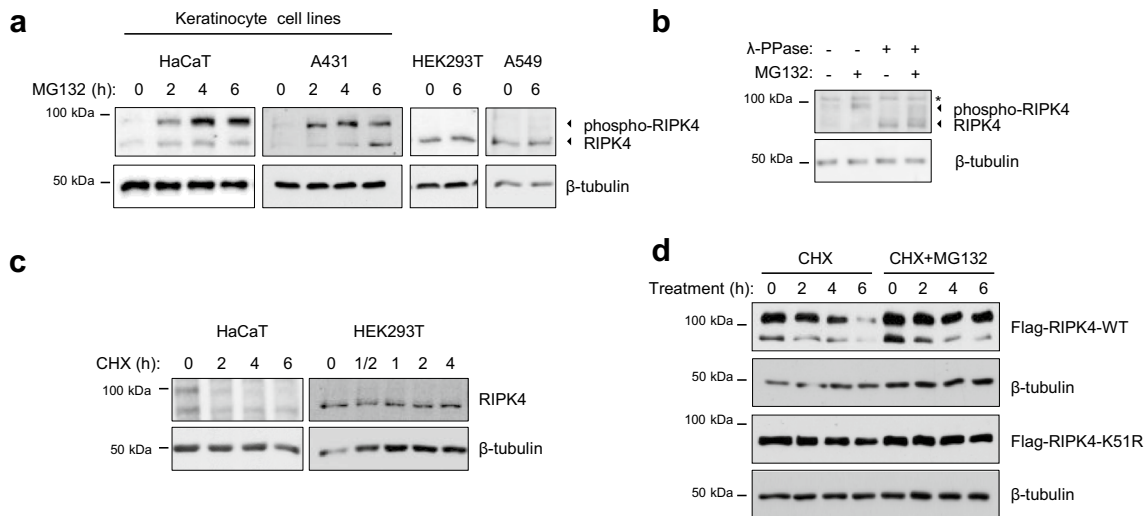 a
Keratinocyte cell lines
HaCaT A431 HEK293T A549
MG132 (h): 0 2 4 6 0 2 4 6 0 6 0 6
100 kDa
phospho-RIPK4
RIPK4
50 kDa
β-tubulin
b
λ-PPase: - - + +
MG132: - + - +
100 kDa
*
phospho-RIPK4
RIPK4
50 kDa
β-tubulin
c
HaCaT HEK293T
CHX (h): 0 2 4 6 0 1/2 1 2 4
100 kDa
RIPK4
50 kDa
β-tubulin
d
CHX CHX+MG132
Treatment (h): 0 2 4 6 0 2 4 6
100 kDa
Flag-RIPK4-WT
50 kDa
β-tubulin
100 kDa
Flag-RIPK4-K51R
50 kDa
β-tubulin